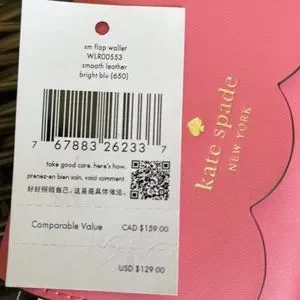 sm flap wallet
WLR00553
smooth leather
bright blu (650)
7 67883 26233 7
take good care. here's how.
prenez-en bien soin. void comment.
好好照顾自己，这里是具体做法。
Comparable Value CAD $159.00
USD $129.00
kate spade
NEW YORK